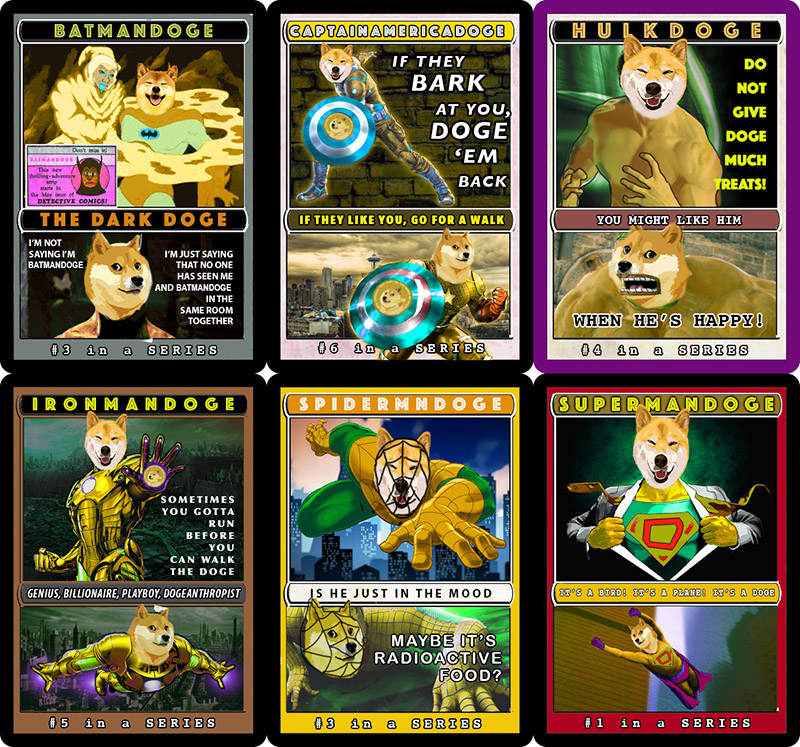 BATMANDOGE
Don't miss it!
BATMANDOGE
This new
thrilling-adventure
strip
starts in
the May issue of
DETECTIVE COMICS!
THE DARK DOGE
I'M NOT
SAYING I'M
BATMANDOGE
I'M JUST SAYING
THAT NO ONE
HAS SEEN ME
AND BATMANDOGE
IN THE
SAME ROOM
TOGETHER
#3 in a SERIES
CAPTAINAMERICADOGE
IF THEY
BARK
AT YOU,
DOGE
'EM
BACK
IF THEY LIKE YOU, GO FOR A WALK
#6 in a SERIES
HULKDOGE
DO
NOT
GIVE
DOGE
MUCH
TREATS!
YOU MIGHT LIKE HIM
WHEN HE'S HAPPY!
#4 in a SERIES
IRONMANDOGE
SOMETIMES
YOU GOTTA
RUN
BEFORE
YOU
CAN WALK
THE DOGE
GENIUS, BILLIONAIRE, PLAYBOY, DOGEANTHROPIST
#5 in a SERIES
SPIDERMNDOGE
IS HE JUST IN THE MOOD
MAYBE IT'S
RADIOACTIVE
FOOD?
#3 in a SERIES
SUPERMANDOGE
D
IT'S A BIRD! IT'S A PLANE! IT'S A DOGE
#1 in a SERIES